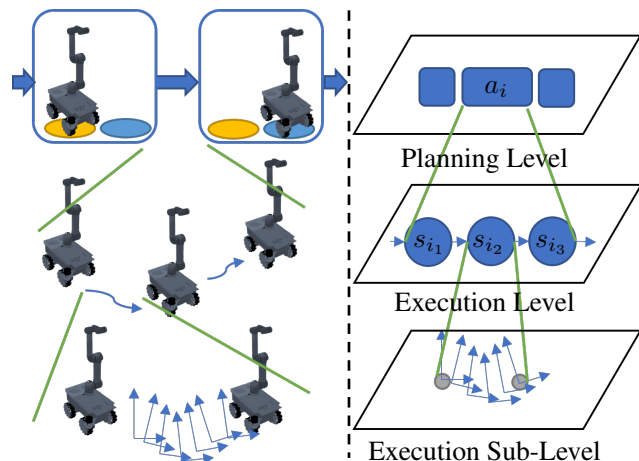 a_i
Planning Level
s_{i_1} s_{i_2} s_{i_3}
Execution Level
Execution Sub-Level